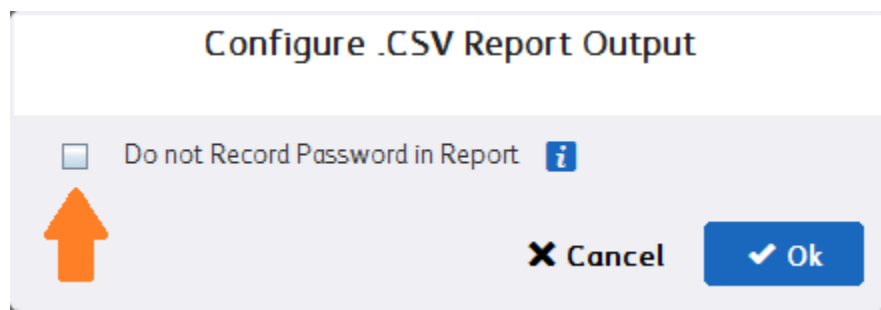 Configure .CSV Report Output
Do not Record Password in Report i
Cancel Ok